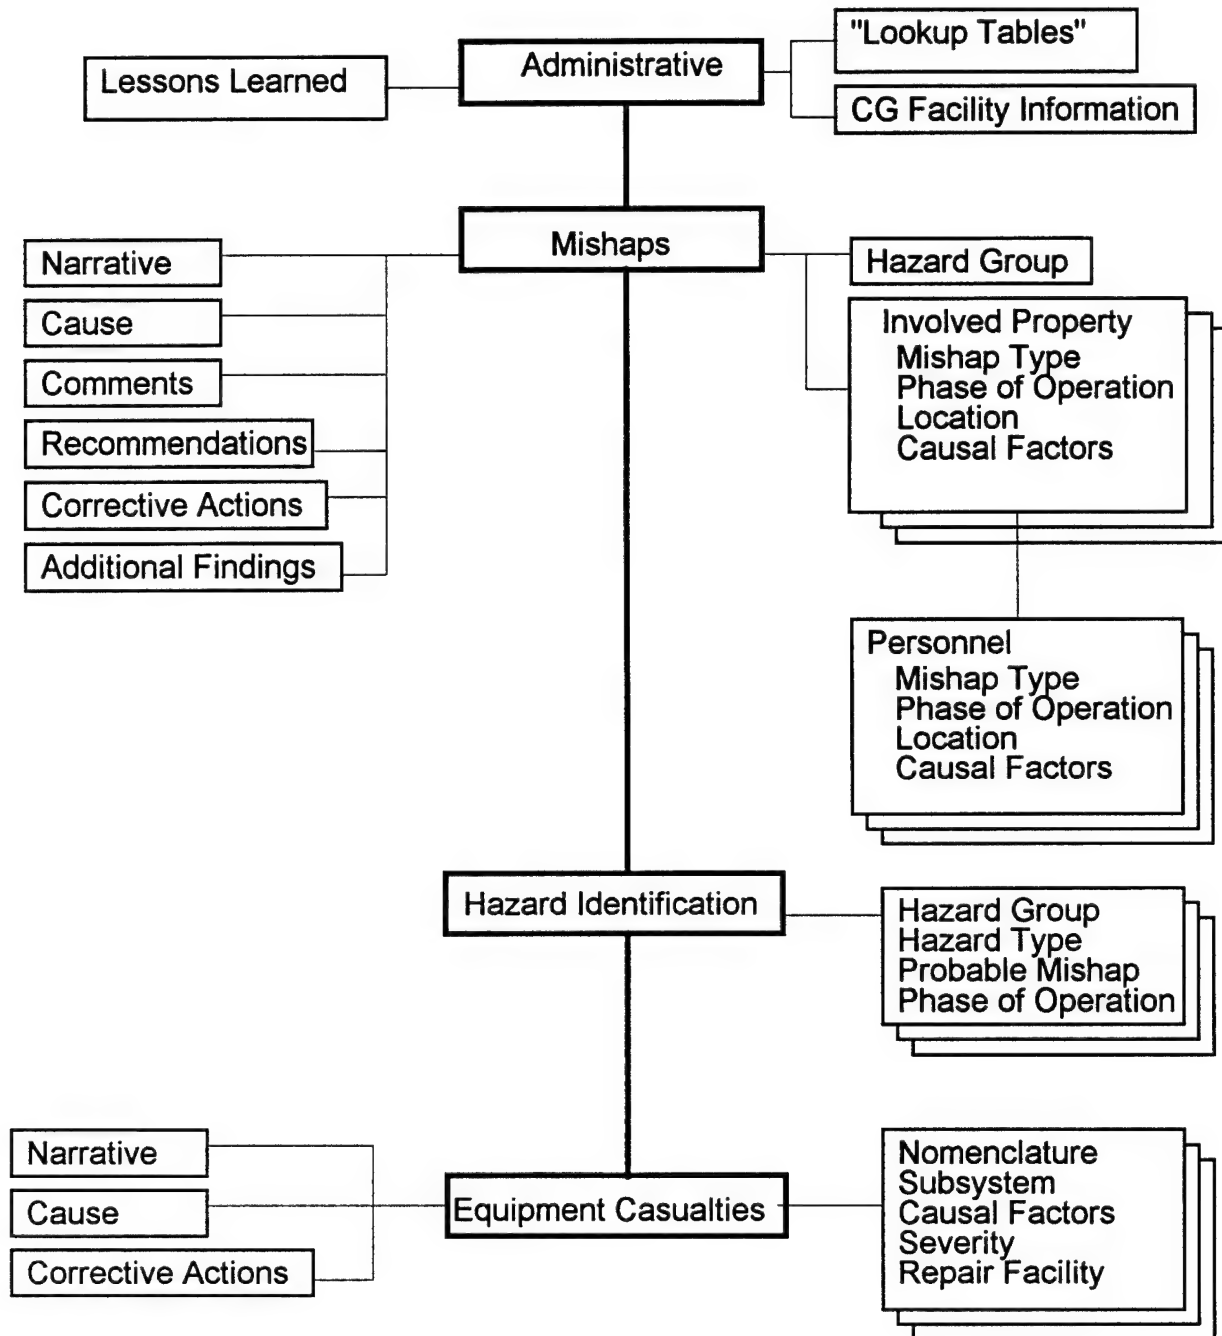 Lessons Learned
Administrative
"Lookup Tables"
CG Facility Information
Mishaps
Narrative
Cause
Comments
Recommendations
Corrective Actions
Additional Findings
Hazard Group
Involved Property
Mishap Type
Phase of Operation
Location
Causal Factors
Personnel
Mishap Type
Phase of Operation
Location
Causal Factors
Hazard Identification
Hazard Group
Hazard Type
Probable Mishap
Phase of Operation
Narrative
Cause
Corrective Actions
Equipment Casualties
Nomenclature
Subsystem
Causal Factors
Severity
Repair Facility